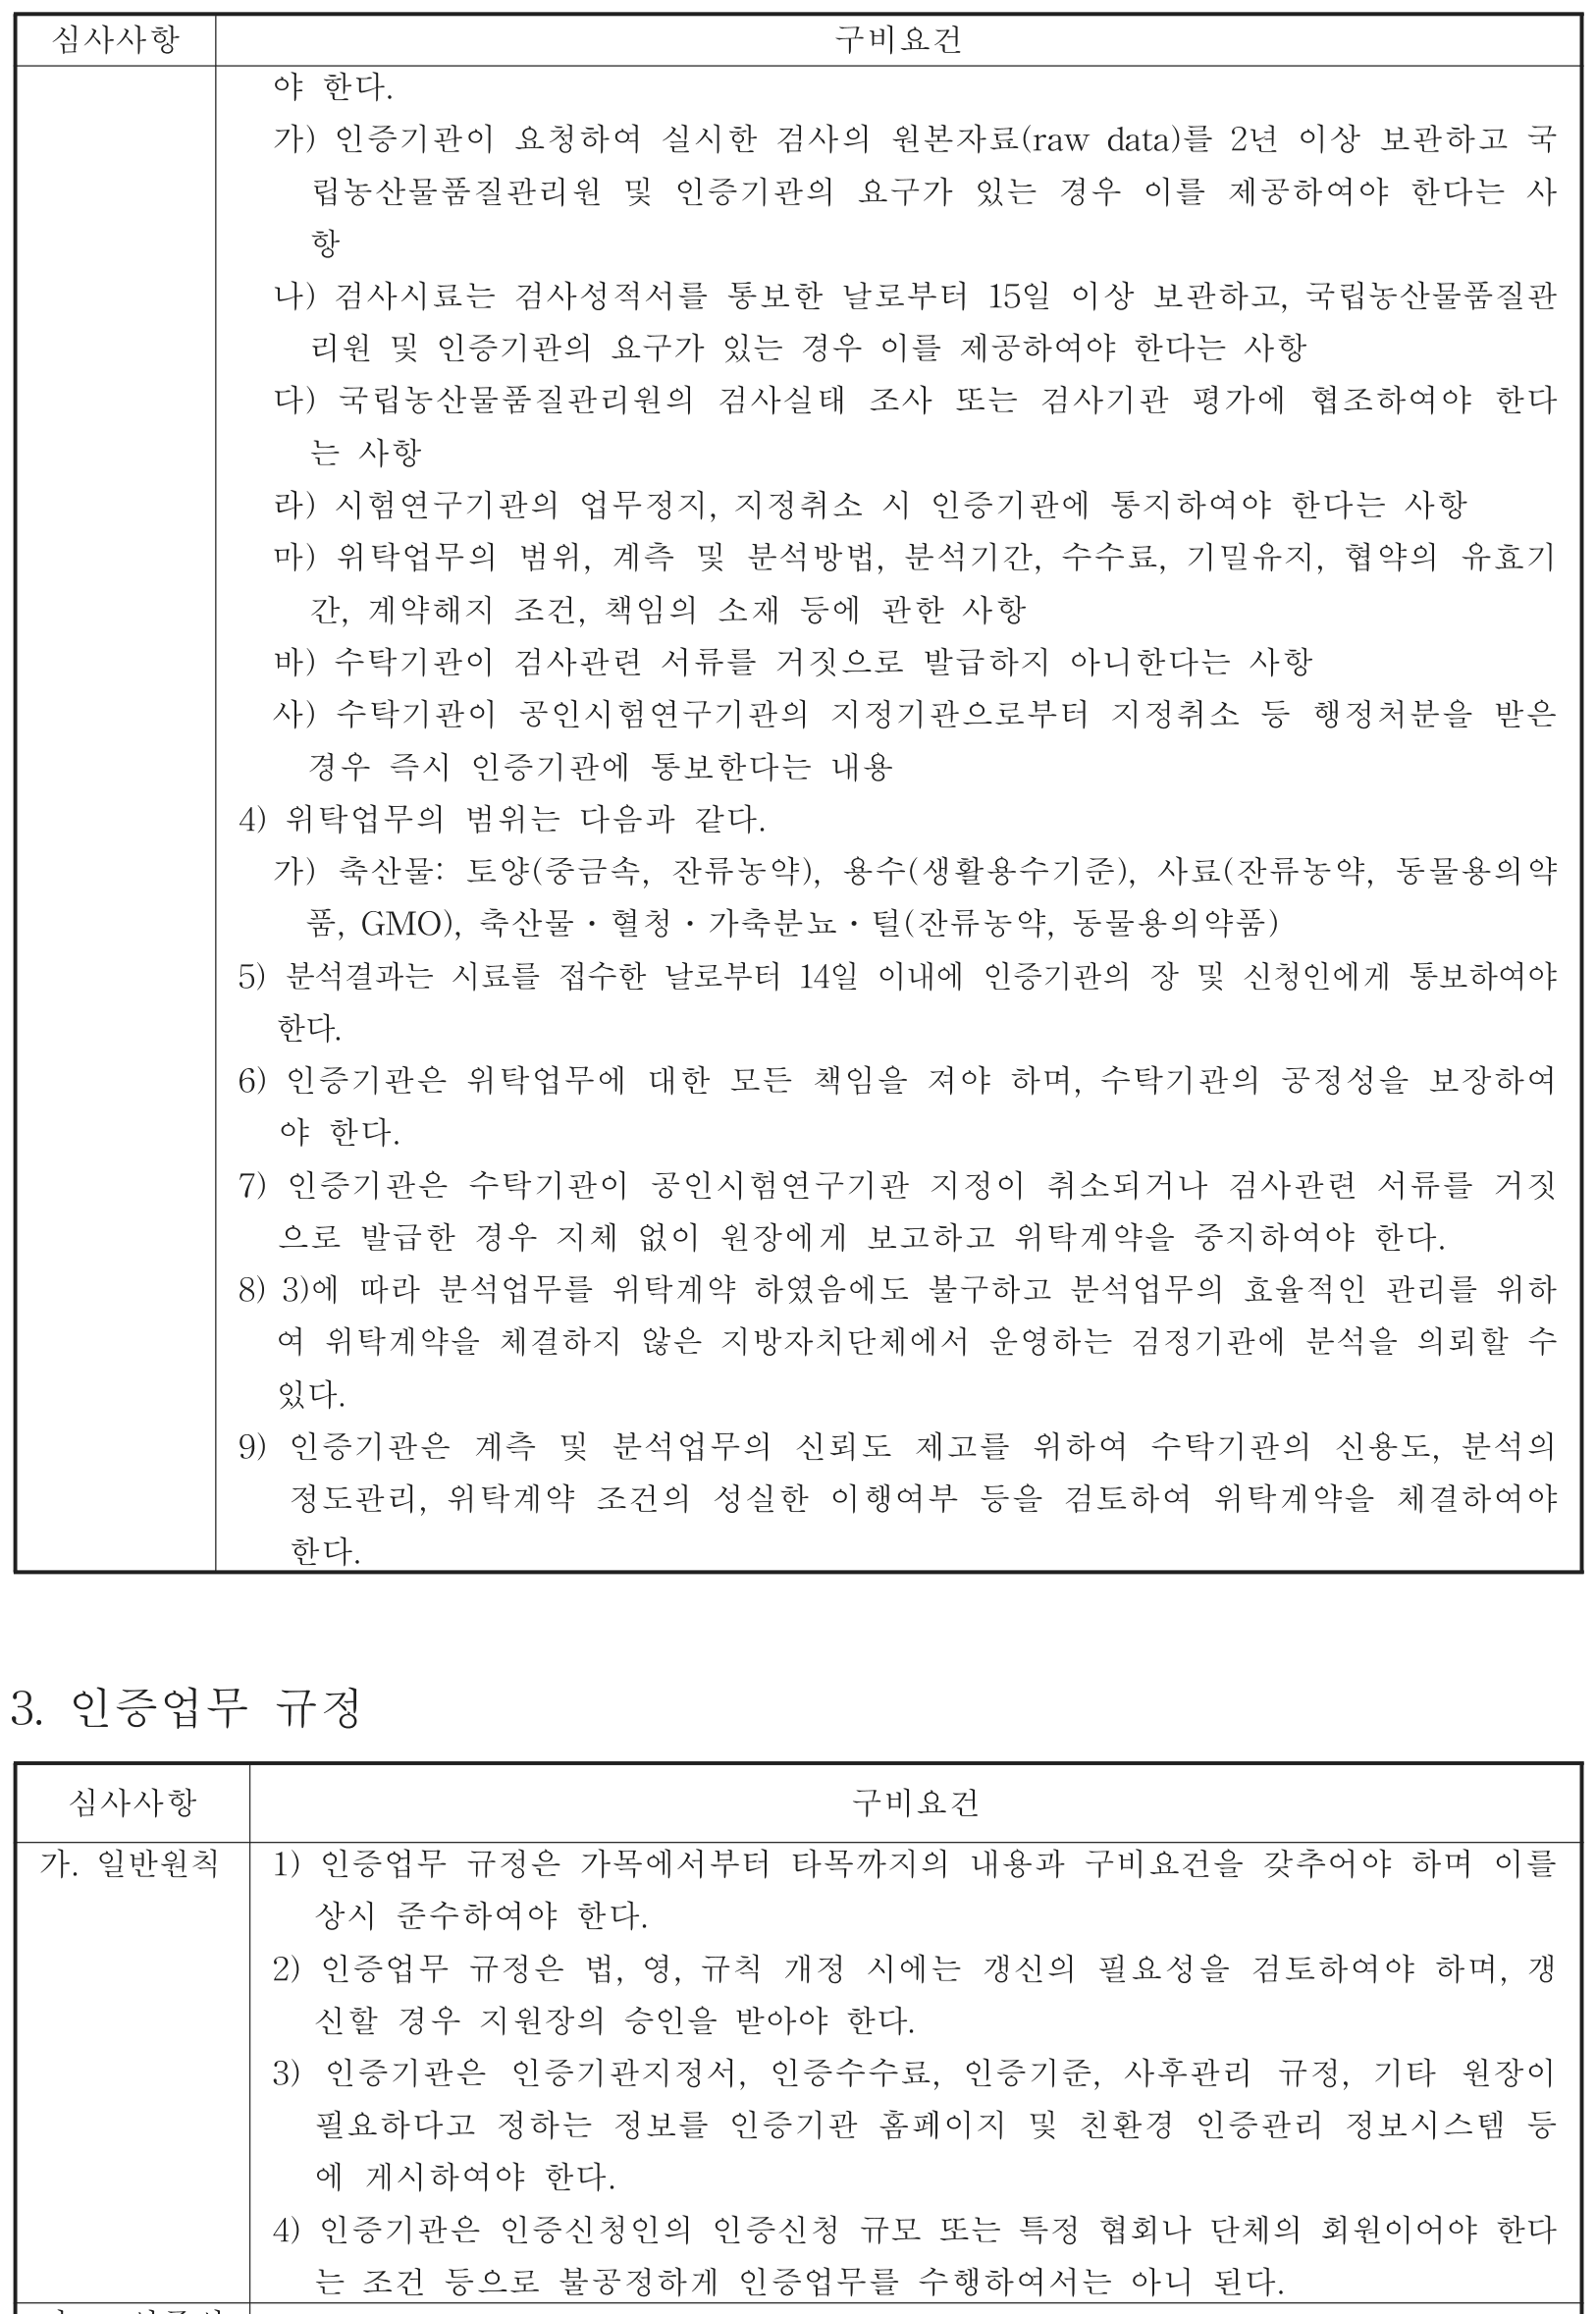 심사사항 구비요건
야 한다.
가) 인증기관이 요청하여 실시한 검사의 원본자료(raw data)를 2년 이상 보관하고 국
립농산물품질관리원 및 인증기관의 요구가 있는 경우 이를 제공하여야 한다는 사
항
나) 검사시료는 검사성적서를 통보한 날로부터 15일 이상 보관하고, 국립농산물품질관
리원 및 인증기관의 요구가 있는 경우 이를 제공하여야 한다는 사항
다) 국립농산물품질관리원의 검사실태 조사 또는 검사기관 평가에 협조하여야 한다
는 사항
라) 시험연구기관의 업무정지, 지정취소 시 인증기관에 통지하여야 한다는 사항
마) 위탁업무의 범위, 계측 및 분석방법, 분석기간, 수수료, 기밀유지, 협약의 유효기
간, 계약해지 조건, 책임의 소재 등에 관한 사항
바) 수탁기관이 검사관련 서류를 거짓으로 발급하지 아니한다는 사항
사) 수탁기관이 공인시험연구기관의 지정기관으로부터 지정취소 등 행정처분을 받은
경우 즉시 인증기관에 통보한다는 내용
4) 위탁업무의 범위는 다음과 같다.
가) 축산물: 토양(중금속, 잔류농약), 용수(생활용수기준), 사료(잔류농약, 동물용의약
품, GMO), 축산물·혈청·가축분뇨·털(잔류농약, 동물용의약품)
5) 분석결과는 시료를 접수한 날로부터 14일 이내에 인증기관의 장 및 신청인에게 통보하여야
한다.
6) 인증기관은 위탁업무에 대한 모든 책임을 져야 하며, 수탁기관의 공정성을 보장하여
야 한다.
7) 인증기관은 수탁기관이 공인시험연구기관 지정이 취소되거나 검사관련 서류를 거짓
으로 발급한 경우 지체 없이 원장에게 보고하고 위탁계약을 중지하여야 한다.
8) 3)에 따라 분석업무를 위탁계약 하였음에도 불구하고 분석업무의 효율적인 관리를 위하
여 위탁계약을 체결하지 않은 지방자치단체에서 운영하는 검정기관에 분석을 의뢰할 수
있다.
9) 인증기관은 계측 및 분석업무의 신뢰도 제고를 위하여 수탁기관의 신용도, 분석의
정도관리, 위탁계약 조건의 성실한 이행여부 등을 검토하여 위탁계약을 체결하여야
한다.
3. 인증업무 규정
심사사항 구비요건
가. 일반원칙 1) 인증업무 규정은 가목에서부터 타목까지의 내용과 구비요건을 갖추어야 하며 이를
상시 준수하여야 한다.
2) 인증업무 규정은 법, 영, 규칙 개정 시에는 갱신의 필요성을 검토하여야 하며, 갱
신할 경우 지원장의 승인을 받아야 한다.
3) 인증기관은 인증기관지정서, 인증수수료, 인증기준, 사후관리 규정, 기타 원장이
필요하다고 정하는 정보를 인증기관 홈페이지 및 친환경 인증관리 정보시스템 등
에 게시하여야 한다.
4) 인증기관은 인증신청인의 인증신청 규모 또는 특정 협회나 단체의 회원이어야 한다
는 조건 등으로 불공정하게 인증업무를 수행하여서는 아니 된다.